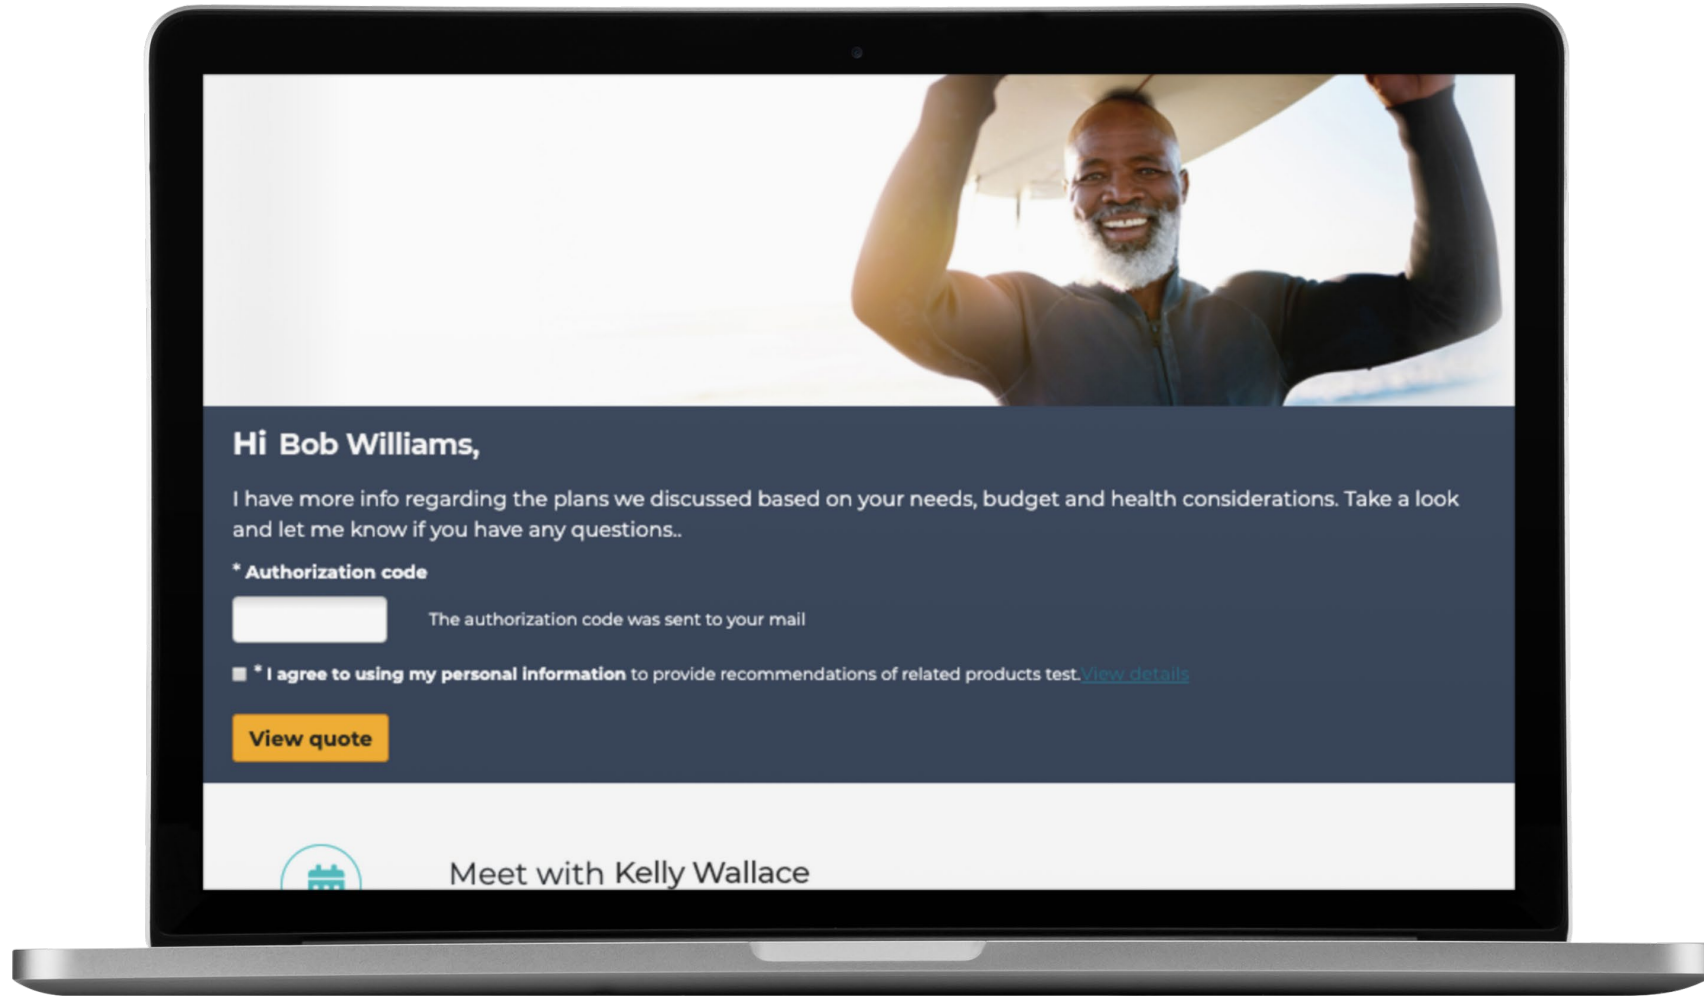 Hi Bob Williams,
I have more info regarding the plans we discussed based on your needs, budget and health considerations. Take a look
and let me know if you have any questions..
* Authorization code
The authorization code was sent to your mail
* I agree to using my personal information to provide recommendations of related products test.View details
View quote
Meet with Kelly Wallace